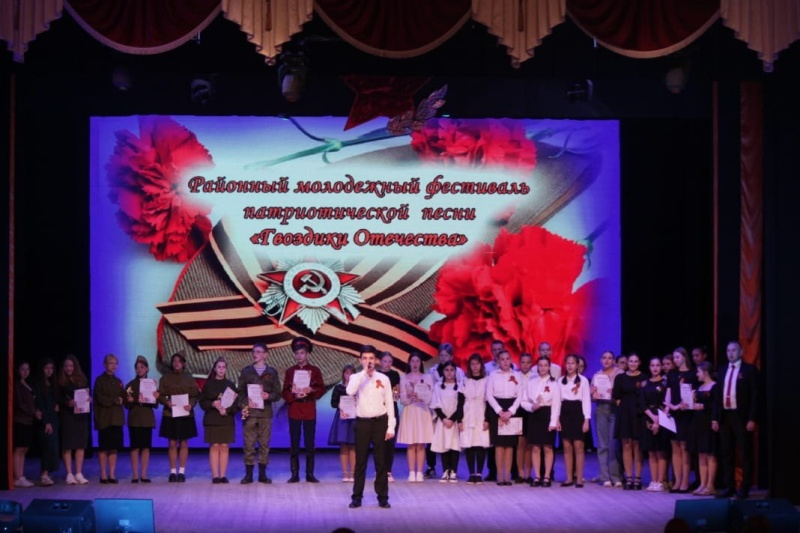 Районный молодежный фестиваль
патриотической песни
«Гвоздики Отечества»